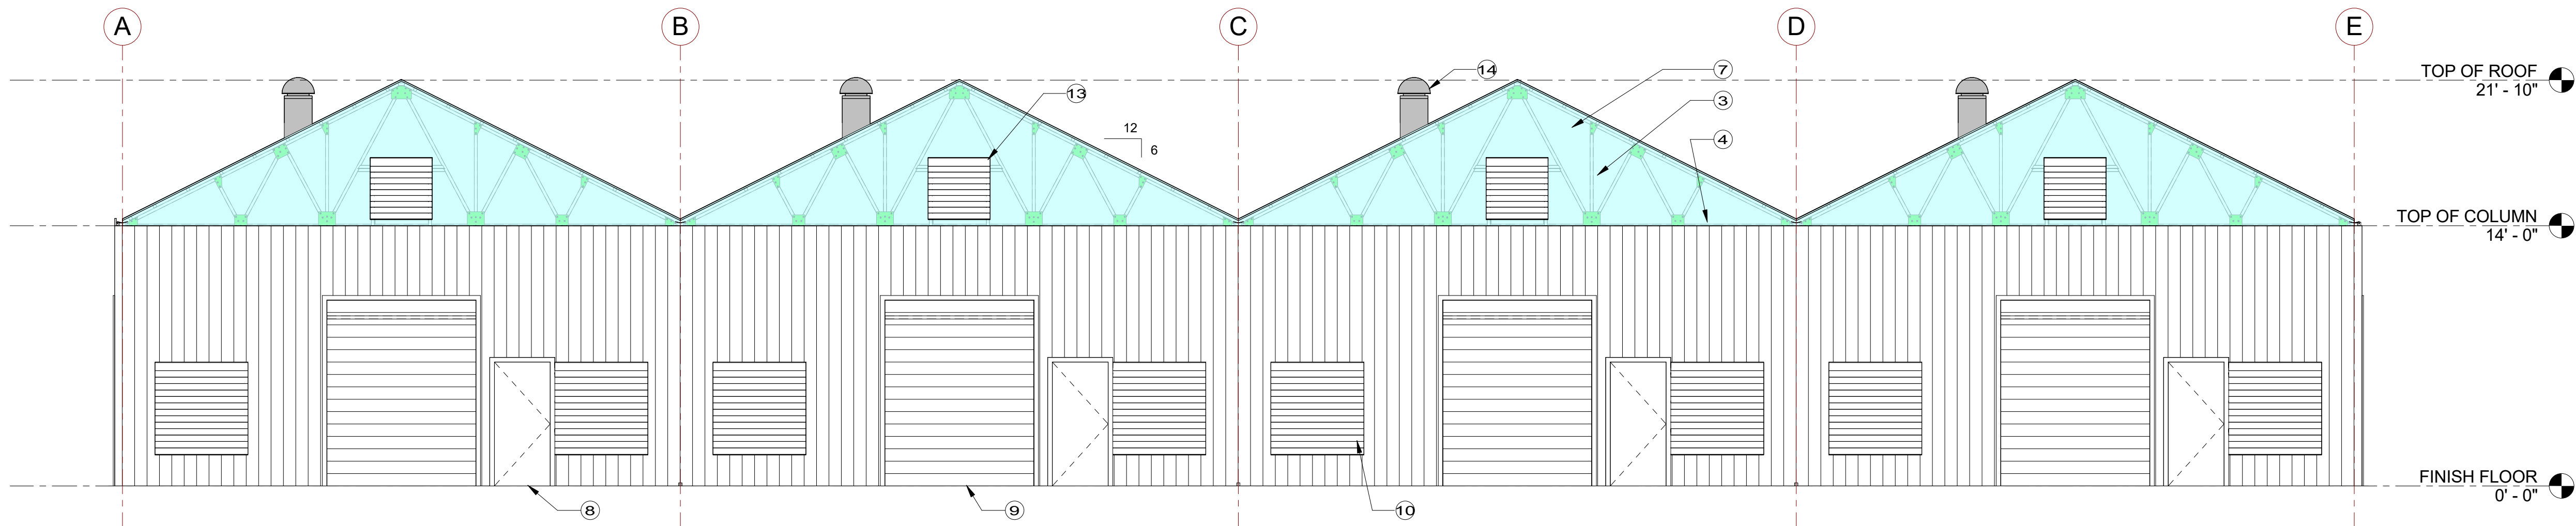 A
B
C
D
E
14
7
TOP OF ROOF
21' - 10"
13
3
12
6
4
TOP OF COLUMN
14' - 0"
FINISH FLOOR
0' - 0"
8
9
10